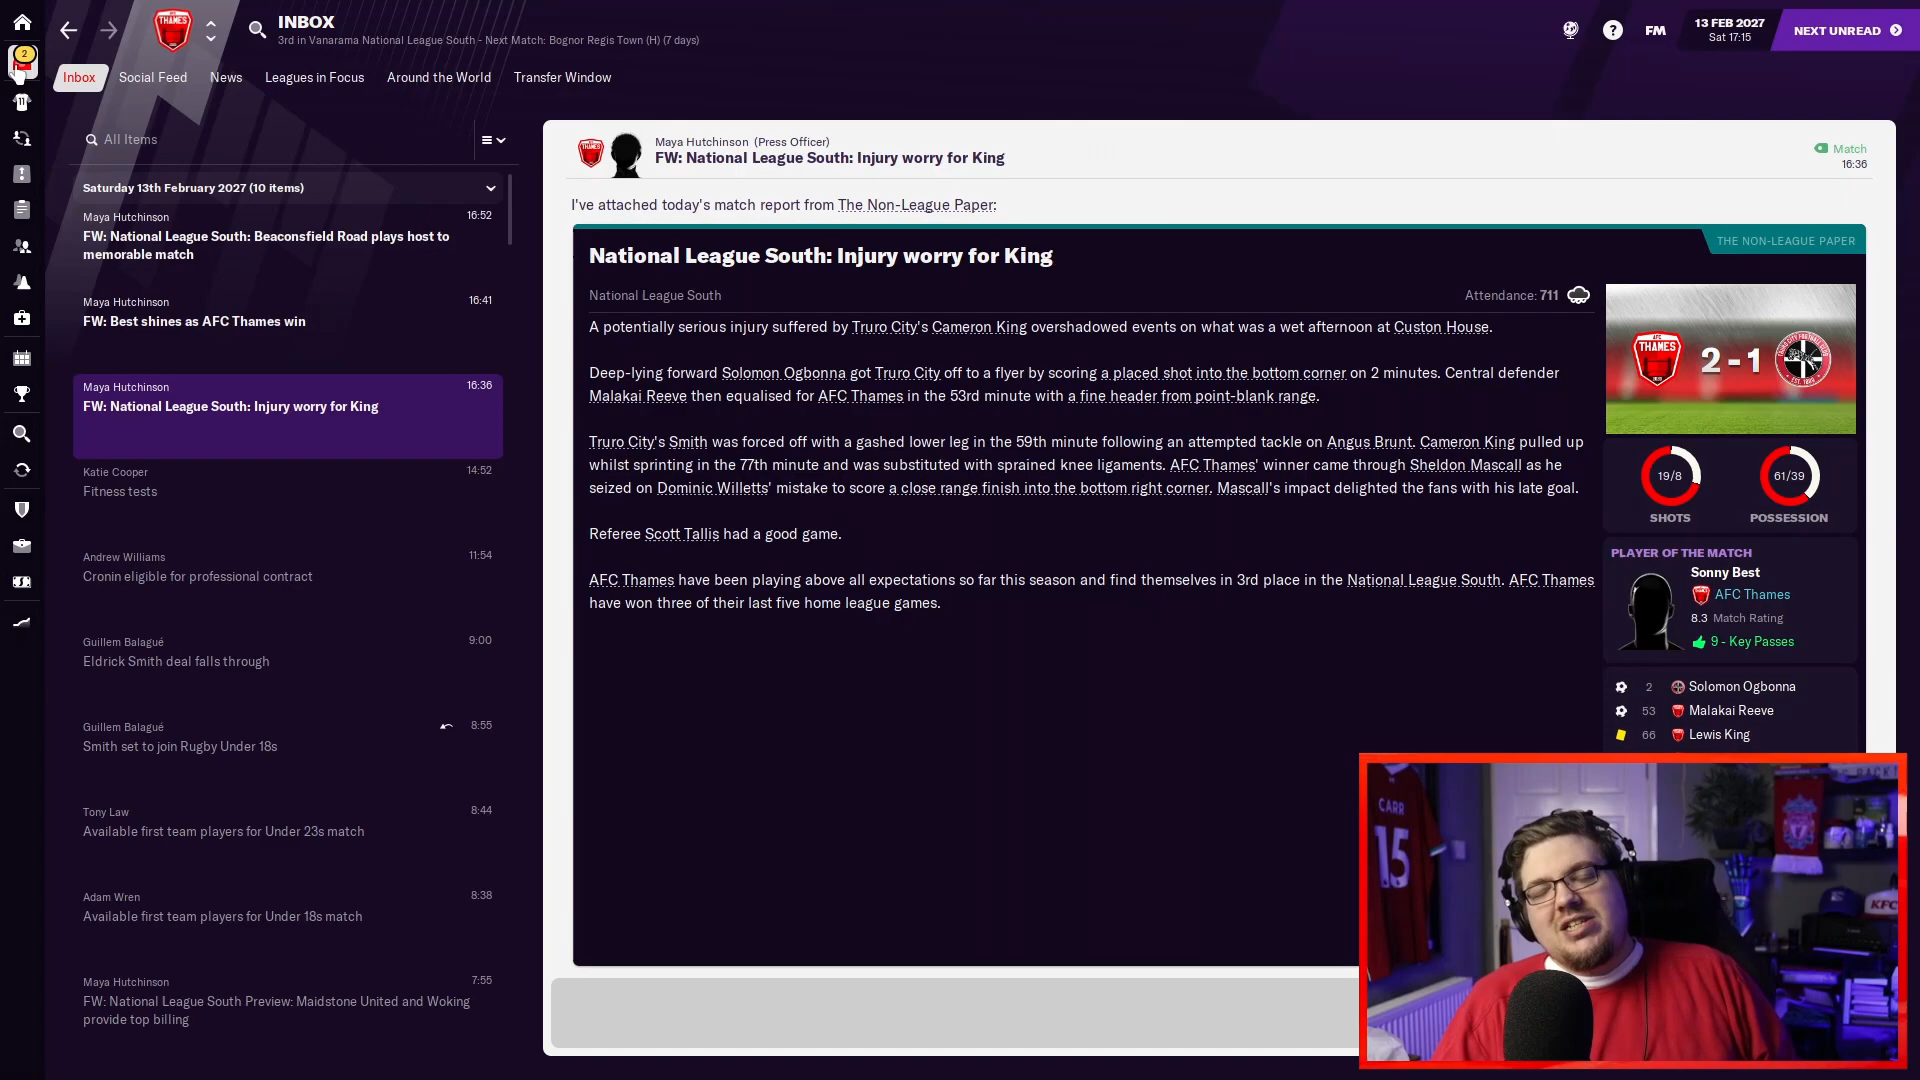 INBOX
3rd in Vanarama National League South - Next Match: Bognor Regis Town (H) (7 days)
FM
13 FEB 2027
Sat 17:15
NEXT UNREAD
2
Inbox
Social Feed
News
Leagues in Focus
Around the World
Transfer Window
All Items
Saturday 13th February 2027 (10 items)
Maya Hutchinson 16:52
FW: National League South: Beaconsfield Road plays host to
memorable match
Maya Hutchinson 16:41
FW: Best shines as AFC Thames win
Maya Hutchinson 16:36
FW: National League South: Injury worry for King
Katie Cooper 14:52
Fitness tests
Andrew Williams 11:54
Cronin eligible for professional contract
Guillem Balagué 9:00
Eldrick Smith deal falls through
Guillem Balagué 8:55
Smith set to join Rugby Under 18s
Tony Law 8:44
Available first team players for Under 23s match
Adam Wren 8:38
Available first team players for Under 18s match
Maya Hutchinson 7:55
FW: National League South Preview: Maidstone United and Woking
provide top billing
Maya Hutchinson (Press Officer)
FW: National League South: Injury worry for King
Match
16:36
I've attached today's match report from The Non-League Paper:
THE NON-LEAGUE PAPER
National League South: Injury worry for King
National League South
Attendance: 711
A potentially serious injury suffered by Truro City's Cameron King overshadowed events on what was a wet afternoon at Custon House.
Deep-lying forward Solomon Ogbonna got Truro City off to a flyer by scoring a placed shot into the bottom corner on 2 minutes. Central defender
Malakai Reeve then equalised for AFC Thames in the 53rd minute with a fine header from point-blank range.
Truro City's Smith was forced off with a gashed lower leg in the 59th minute following an attempted tackle on Angus Brunt. Cameron King pulled up
whilst sprinting in the 77th minute and was substituted with sprained knee ligaments. AFC Thames' winner came through Sheldon Mascall as he
seized on Dominic Willetts' mistake to score a close range finish into the bottom right corner. Mascall's impact delighted the fans with his late goal.
Referee Scott Tallis had a good game.
AFC Thames have been playing above all expectations so far this season and find themselves in 3rd place in the National League South. AFC Thames
have won three of their last five home league games.
THAMES
2 - 1
19/8
SHOTS
61/39
POSSESSION
PLAYER OF THE MATCH
Sonny Best
AFC Thames
8.3 Match Rating
9 - Key Passes
2 Solomon Ogbonna
53 Malakai Reeve
66 Lewis King
CARR
15
KFC